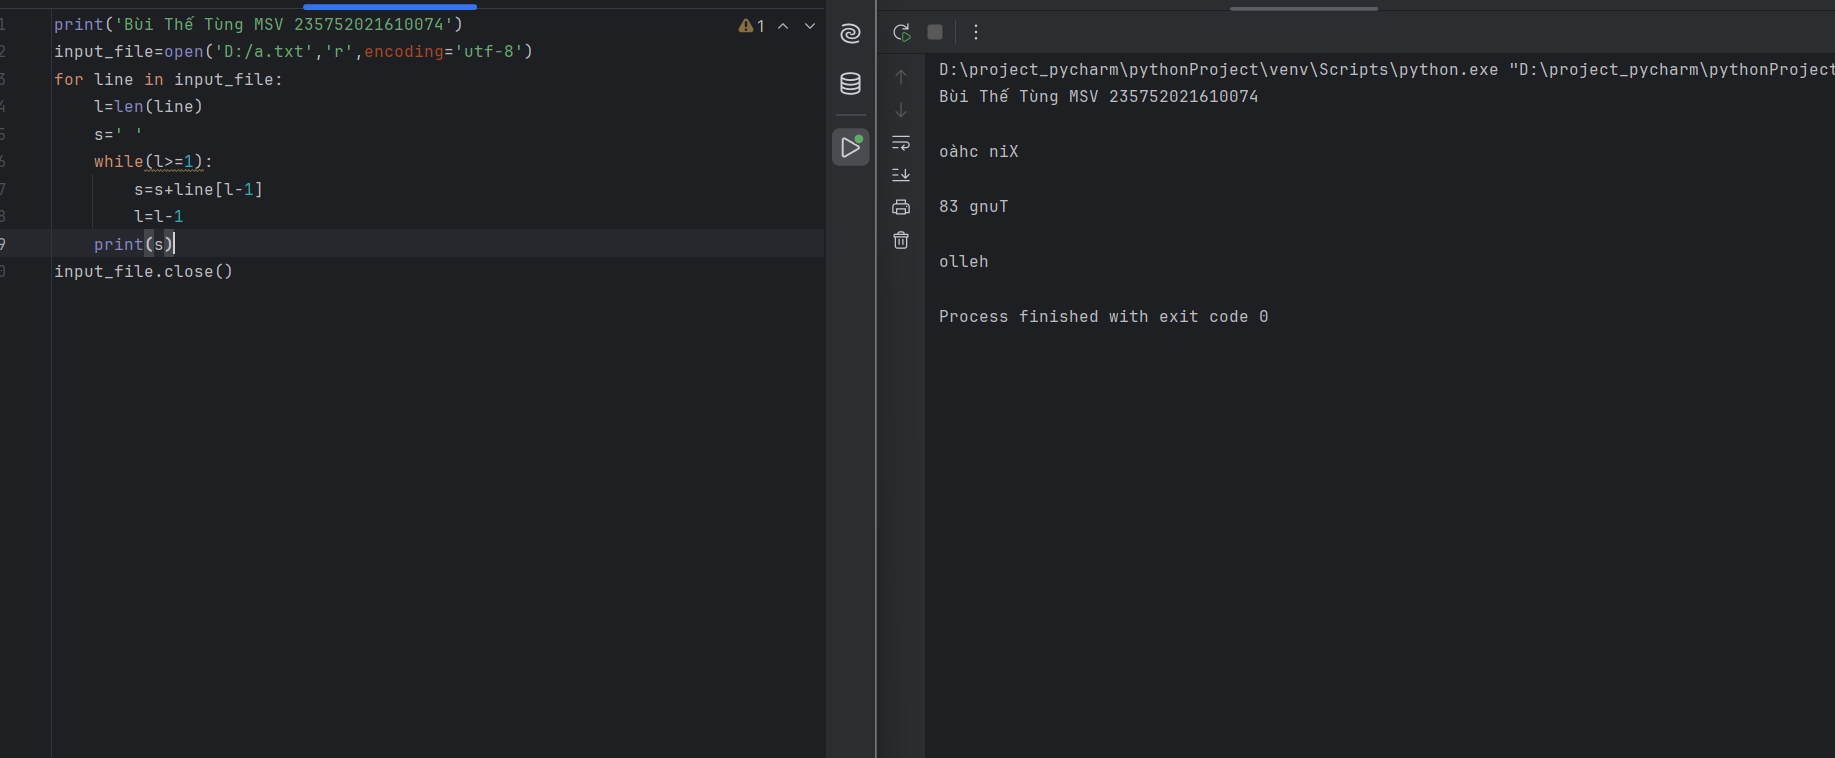 print('Bùi Thế Tùng MSV 235752021610074')
1
input_file=open('D:/a.txt','r',encoding='utf-8')
for line in input_file:
l=len(line)
s=' '
while(l>=1):
s=s+line[l-1]
l=l-1
print(s)
input_file.close()
D:\project_pycharm\pythonProject\venv\Scripts\python.exe "D:\project_pycharm\pythonProject
Bùi Thế Tùng MSV 235752021610074
oàhc niX
83 gnuT
olleh
Process finished with exit code 0